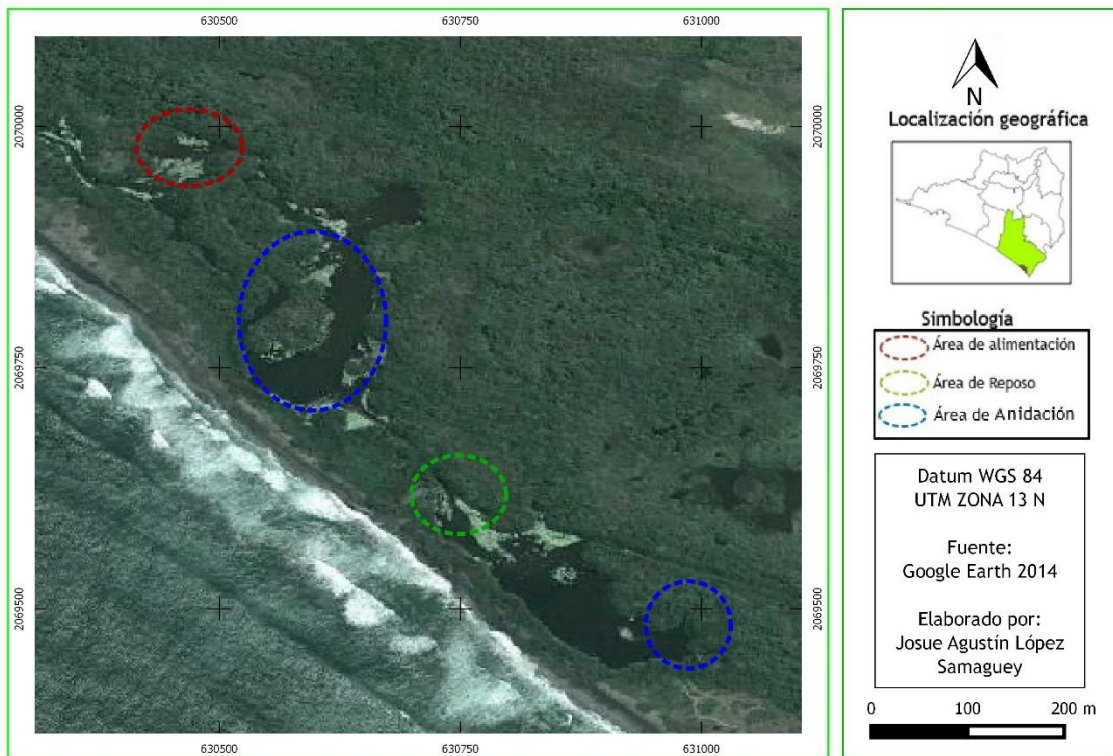 630500 630750 631000
2070000 2070000
2069750 2069750
2069500 2069500
630500 630750 631000
N
Localización geográfica
Simbología
Área de alimentación
Área de Reposo
Área de Anidación
Datum WGS 84
UTM ZONA 13 N
Fuente:
Google Earth 2014
Elaborado por:
Josue Agustín López
Samaguey
0 100 200 m